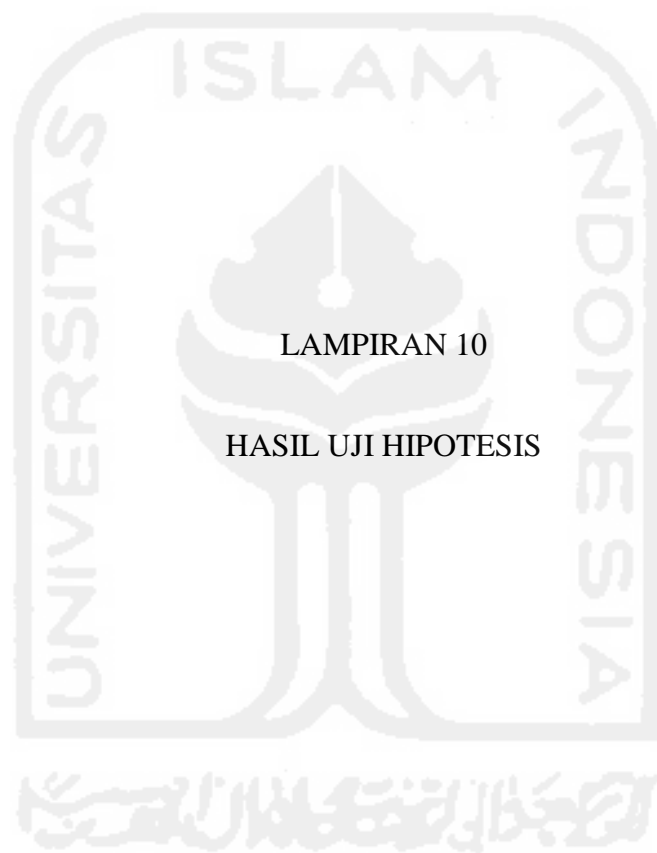 ISLAM
UNIVERSITAS
INDONESIA
LAMPIRAN 10
HASIL UJI HIPOTESIS